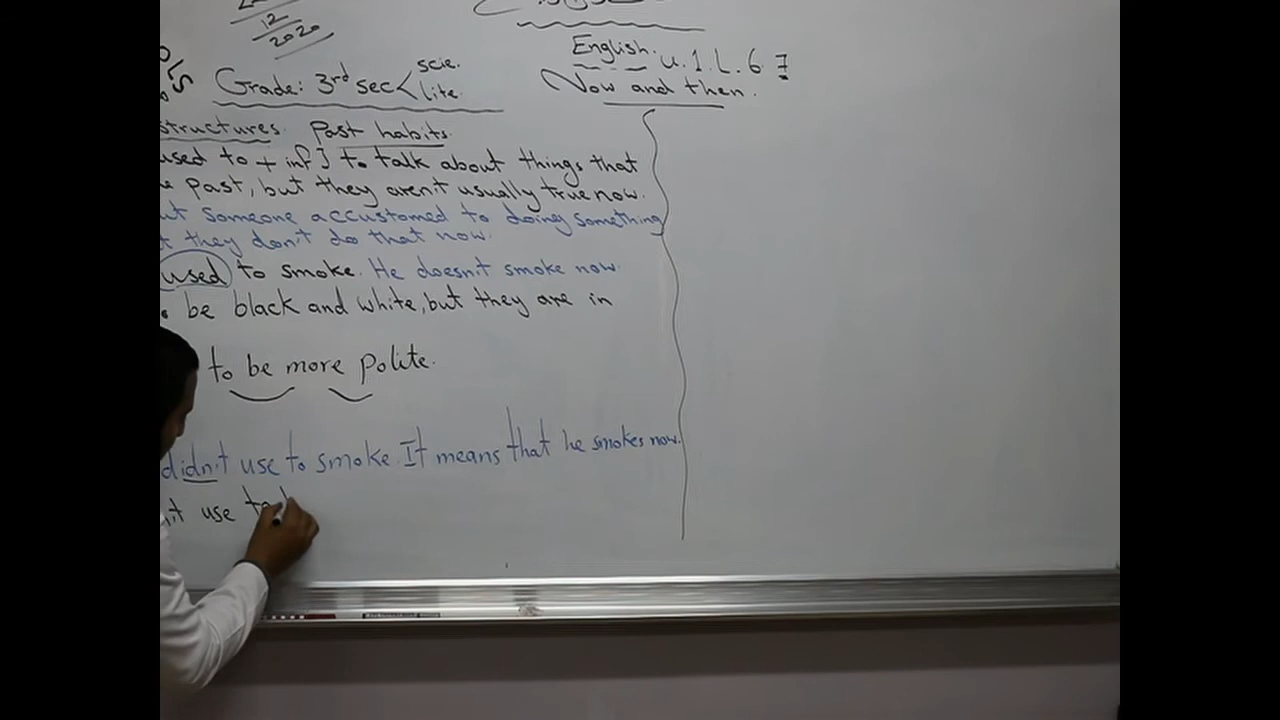 12
2020
English. u.1 L.6 7
Grade: 3rd sec < scie.
lite.
Now and then.
structures. Past habits.
used to + inf] to talk about things that
past, but they aren't usually true now.
someone accustomed to doing something
they don't do that now.
used to smoke. He doesn't smoke now.
be black and white, but they are in
to be more polite.
didn't use to smoke. It means that he smokes now.
use to